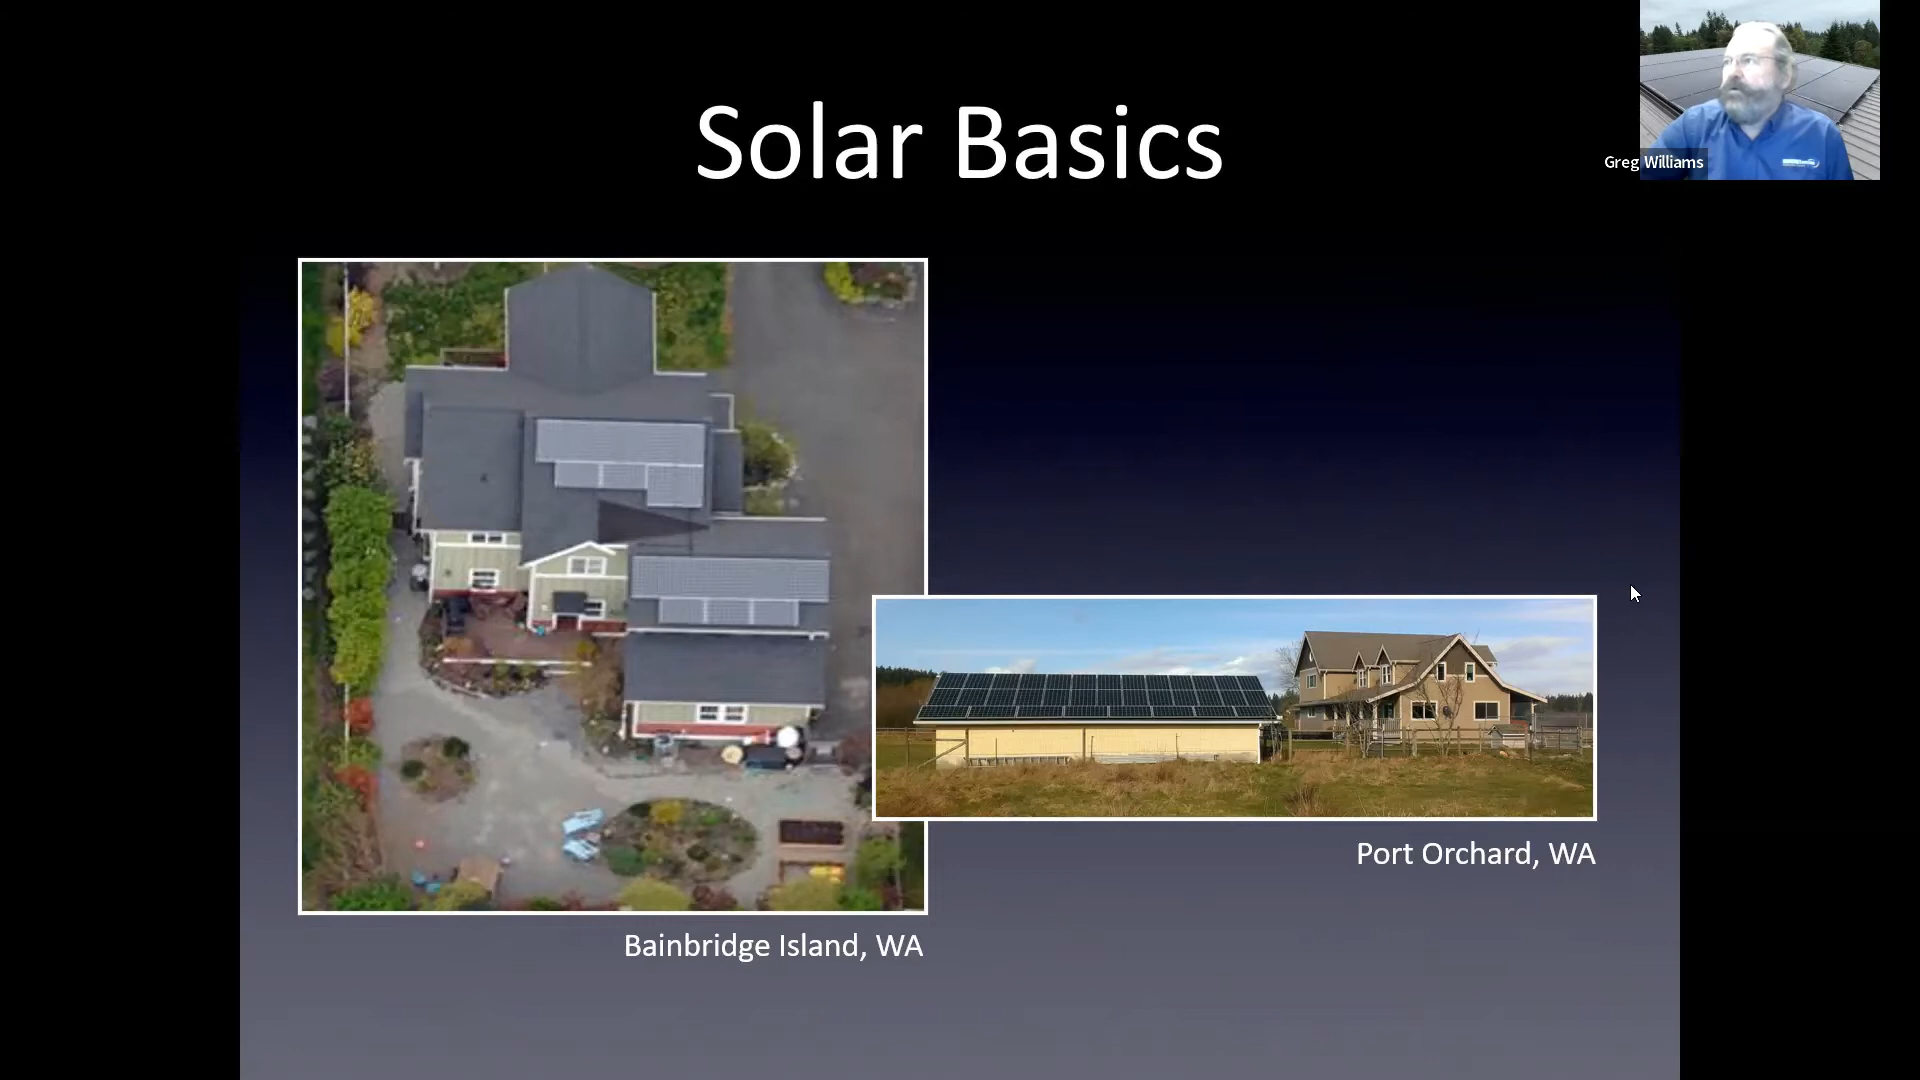 Solar Basics
Greg Williams
Port Orchard, WA
Bainbridge Island, WA